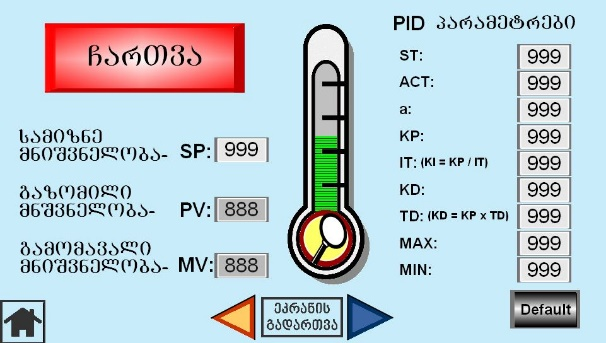 ჩართვა
სამიზნე
მნიშვნელობა- SP: 999
გაზომილი
მნშვნელობა- PV: 888
გამომავალი
მნიშვნელობა- MV: 888
PID პარამეტრები
ST: 999
ACT: 999
a: 999
KP: 999
IT: (KI = KP / IT) 999
KD: 999
TD: (KD = KP x TD) 999
MAX: 999
MIN: 999
ეკრანის
გადართვა
Default